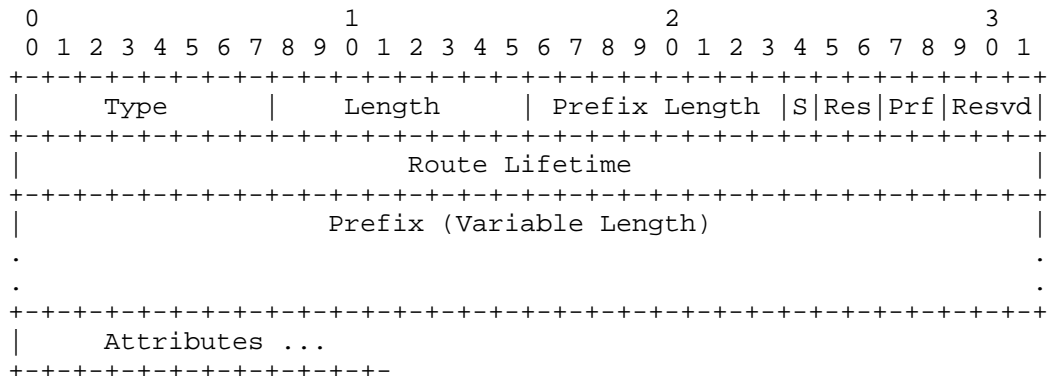 0                   1                   2                   3
 0 1 2 3 4 5 6 7 8 9 0 1 2 3 4 5 6 7 8 9 0 1 2 3 4 5 6 7 8 9 0 1
+-+-+-+-+-+-+-+-+-+-+-+-+-+-+-+-+-+-+-+-+-+-+-+-+-+-+-+-+-+-+-+-+
|     Type      |    Length     | Prefix Length |S|Res|Prf|Resvd|
+-+-+-+-+-+-+-+-+-+-+-+-+-+-+-+-+-+-+-+-+-+-+-+-+-+-+-+-+-+-+-+-+
|                        Route Lifetime                         |
+-+-+-+-+-+-+-+-+-+-+-+-+-+-+-+-+-+-+-+-+-+-+-+-+-+-+-+-+-+-+-+-+
|                   Prefix (Variable Length)                    |
.                                                               .
.                                                               .
+-+-+-+-+-+-+-+-+-+-+-+-+-+-+-+-+-+-+-+-+-+-+-+-+-+-+-+-+-+-+-+-+
|     Attributes ...
+-+-+-+-+-+-+-+-+-+-+-+-